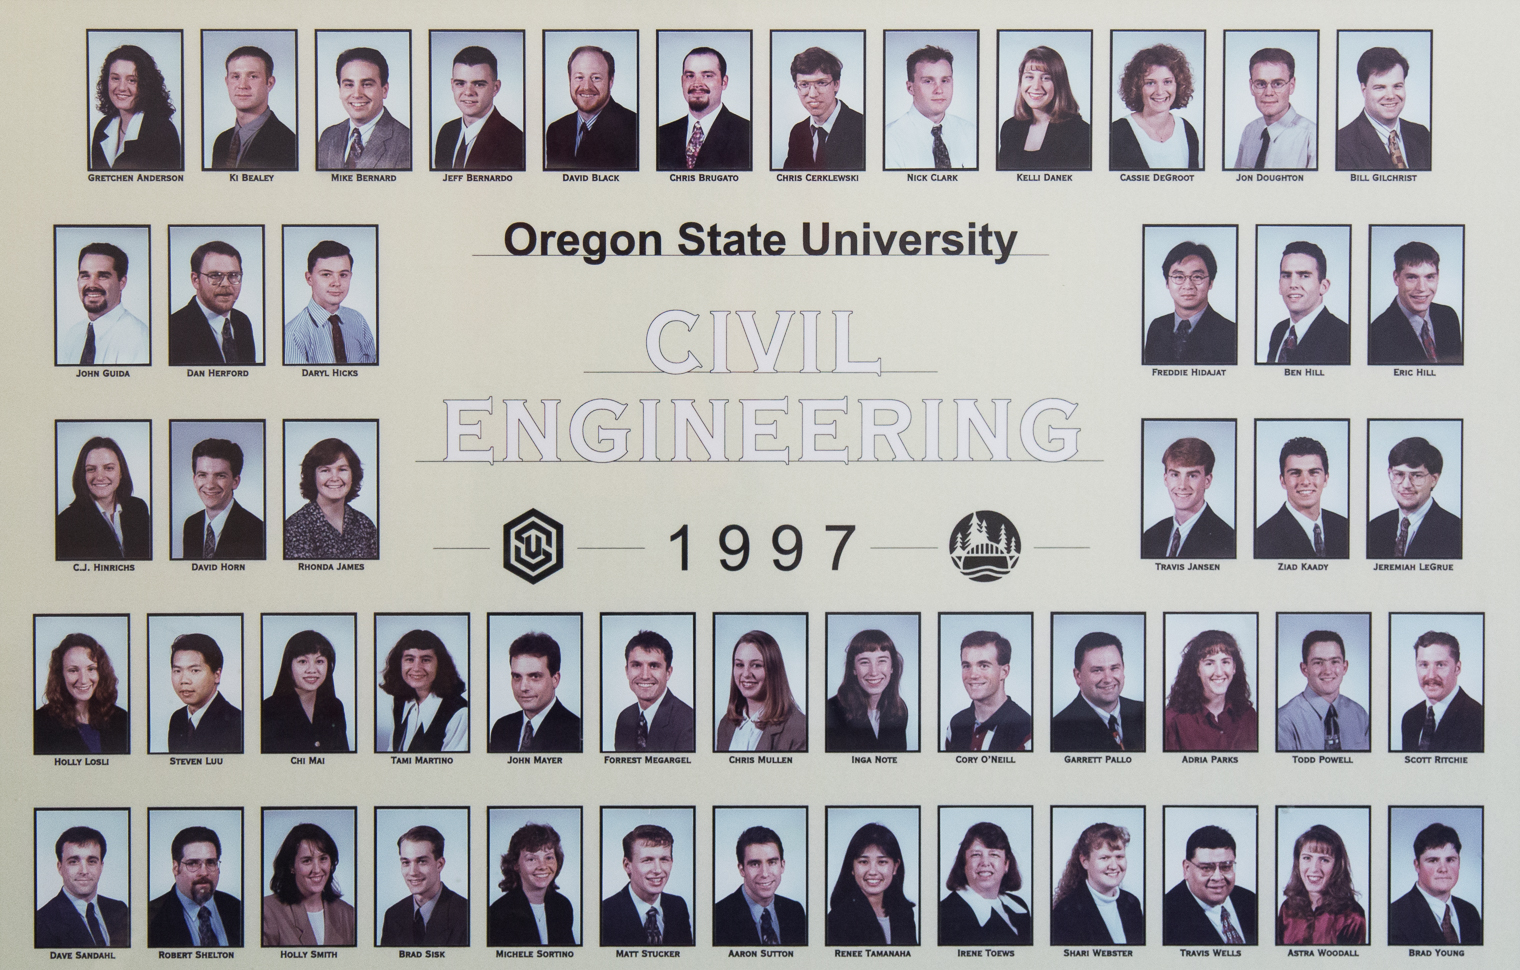 GRETCHEN ANDERSON KI BEALEY MIKE BERNARD JEFF BERNARDO DAVID BLACK CHRIS BRUGATO CHRIS CERKLEWSKI NICK CLARK KELLI DANEK CASSIE DEGROOT JON DOUGHTON BILL GILCHRIST
Oregon State University
JOHN GUIDA DAN HERFORD DARYL HICKS
CIVIL
FREDDIE HIDAJAT BEN HILL ERIC HILL
ENGINEERING
1997
C.J. HINRICHS DAVID HORN RHONDA JAMES
TRAVIS JANSEN ZIAD KAADY JEREMIAH LEGRUE
HOLLY LOSLI STEVEN LUU CHI MAI TAMI MARTINO JOHN MAYER FORREST MEGARGEL CHRIS MULLEN INGA NOTE CORY O'NEILL GARRETT PALLO ADRIA PARKS TODD POWELL SCOTT RITCHIE
DAVE SANDAHL ROBERT SHELTON HOLLY SMITH BRAD SISK MICHELE SORTINO MATT STUCKER AARON SUTTON RENEE TAMANAHA IRENE TOEWS SHARI WEBSTER TRAVIS WELLS ASTRA WOODALL BRAD YOUNG